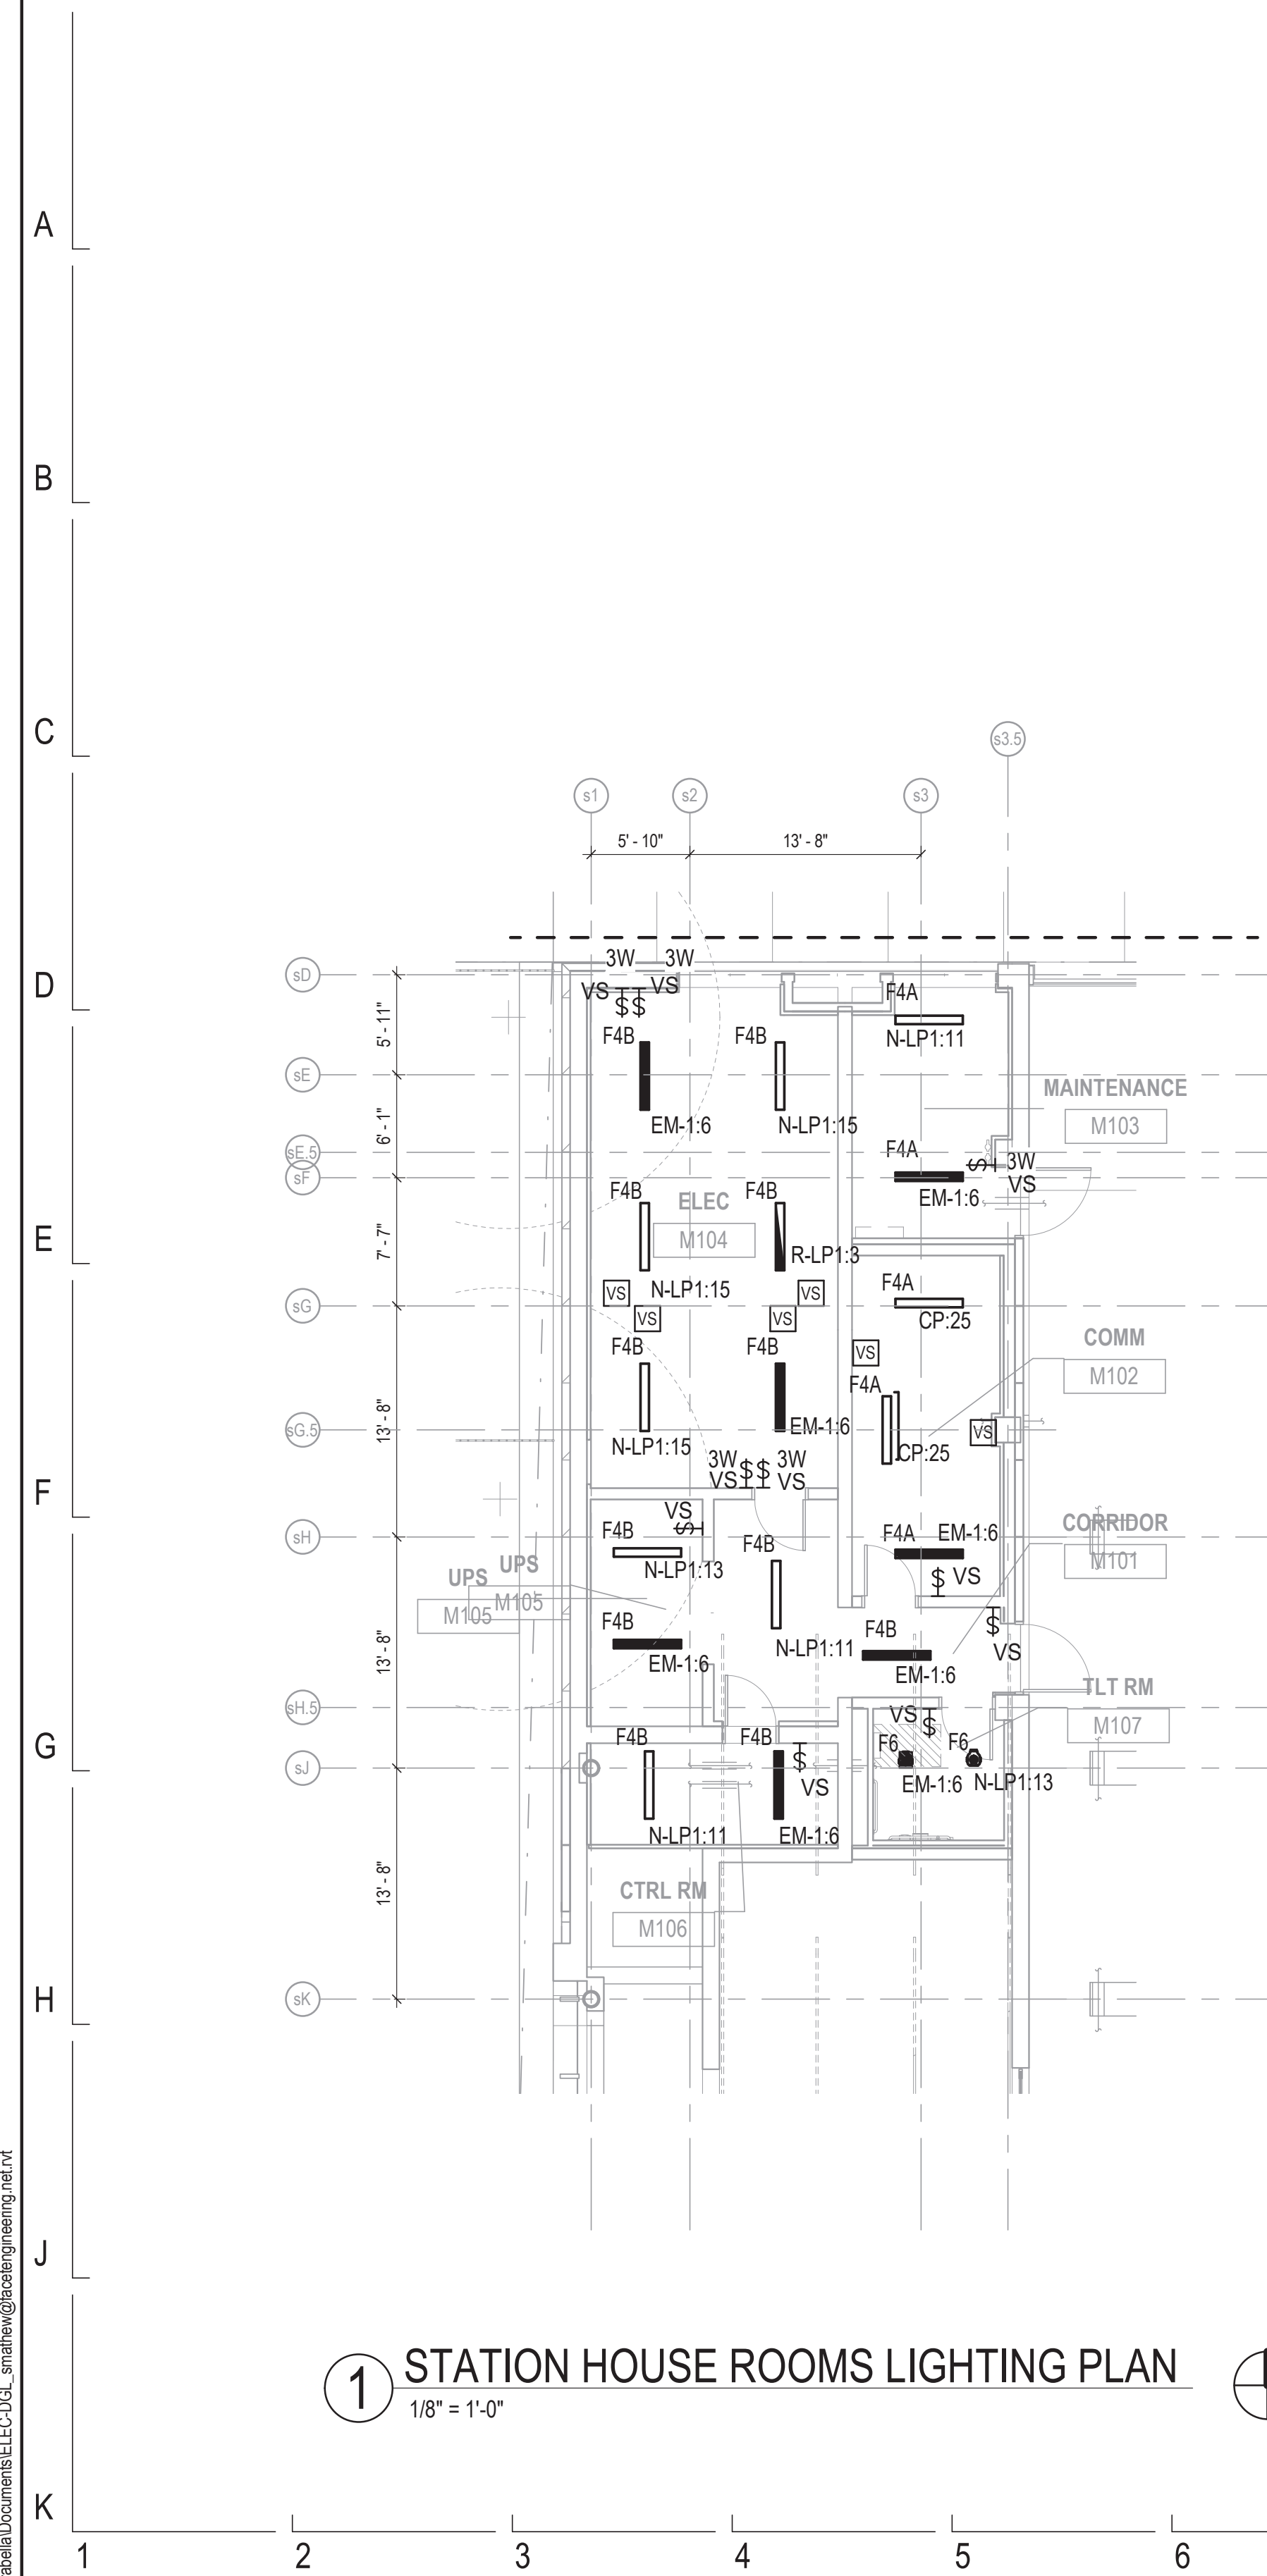 A
B
C
s3.5
s1
s2
s3
5' - 10"
13' - 8"
3W
3W
sD
D
VS
$$
VS
F4A
5' - 11"
F4B
F4B
N-LP1:11
sE
MAINTENANCE
6' - 1"
EM-1:6
N-LP1:15
M103
sE.5
F4A
$
3W
sF
VS
F4B
F4B
EM-1:6
ELEC
E
7' - 7"
M104
R-LP1:3
F4A
N-LP1:15
VS
VS
sG
VS
VS
CP:25
COMM
F4B
F4B
VS
M102
F4A
13' - 8"
sG.5
EM-1:6
VS
N-LP1:15
CP:25
3W
$$
3W
VS
VS
F
VS
$
F4B
F4A
EM-1:6
CORRIDOR
sH
F4B
M101
UPS
UPS
N-LP1:13
VS
$
M105
M105
F4B
$
13' - 8"
F4B
N-LP1:11
VS
EM-1:6
EM-1:6
TLT RM
sH.5
VS
$
M107
F4B
F4B
F6
F6
G
sJ
$
EM-1:6
N-LP1:13
VS
N-LP1:11
EM-1:6
13' - 8"
CTRL RM
M106
H
sK
J
1
STATION HOUSE ROOMS LIGHTING PLAN
1/8" = 1'-0"
K
1
2
3
4
5
6
abella\Documents\ELEC-DGL_smathew@facetengineering.net.rvt